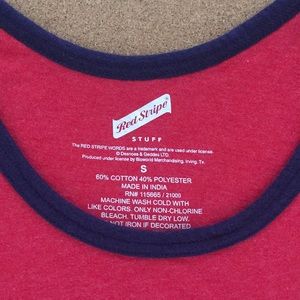 Red Stripe
STUFF
The RED STRIPE WORDS are a trademark and are used under license.
© Desnoes & Geddes LTD.
Produced under license by Bioworld Merchandising, Irving, Tx.
S
60% COTTON 40% POLYESTER
MADE IN INDIA
RN# 115665 / 21000
MACHINE WASH COLD WITH
LIKE COLORS. ONLY NON-CHLORINE
BLEACH. TUMBLE DRY LOW.
NOT IRON IF DECORATED